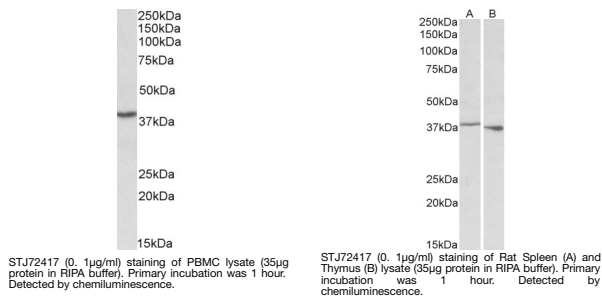 250kDa
150kDa
100kDa
75kDa
50kDa
37kDa
25kDa
20kDa
15kDa
STJ72417 (0. 1µg/ml) staining of PBMC lysate (35µg
protein in RIPA buffer). Primary incubation was 1 hour.
Detected by chemiluminescence.
A B
250kDa
150kDa
100kDa
75kDa
50kDa
37kDa
25kDa
20kDa
15kDa
STJ72417 (0. 1µg/ml) staining of Rat Spleen (A) and
Thymus (B) lysate (35µg protein in RIPA buffer). Primary
incubation was 1 hour. Detected by
chemiluminescence.